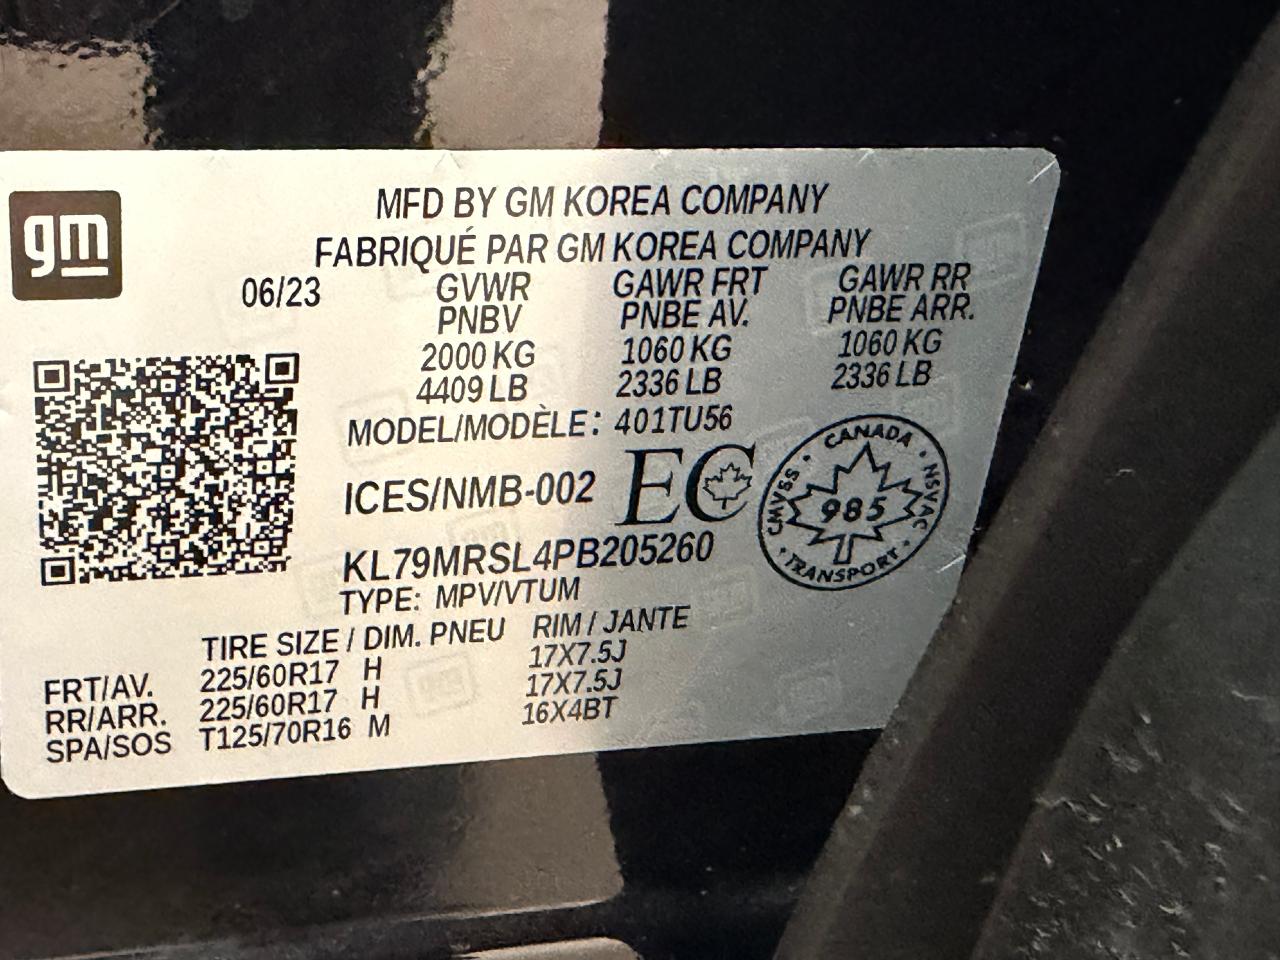 gm
MFD BY GM KOREA COMPANY
FABRIQUÉ PAR GM KOREA COMPANY
06/23 GVWR GAWR FRT GAWR RR
PNBV PNBE AV. PNBE ARR.
2000 KG 1060 KG 1060 KG
4409 LB 2336 LB 2336 LB
MODEL/MODÈLE: 401TU56
ICES/NMB-002 EC
CANADA
CMVSS 985 NSVAC
TRANSPORT
KL79MRSL4PB205260
TYPE: MPV/VTUM
TIRE SIZE / DIM. PNEU RIM / JANTE
FRT/AV. 225/60R17 H 17X7.5J
RR/ARR. 225/60R17 H 17X7.5J
SPA/SOS T125/70R16 M 16X4BT